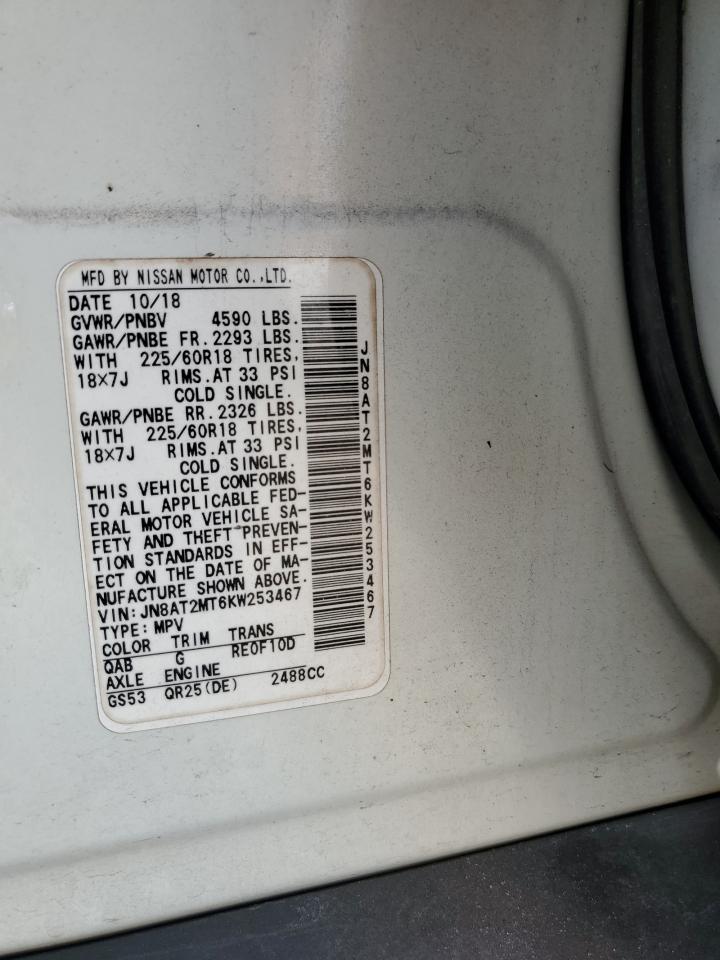 MFD BY NISSAN MOTOR CO.,LTD.
DATE 10/18
GVWR/PNBV 4590 LBS.
GAWR/PNBE FR. 2293 LBS.
WITH 225/60R18 TIRES,
18×7J RIMS. AT 33 PSI
COLD SINGLE.
GAWR/PNBE RR. 2326 LBS.
WITH 225/60R18 TIRES,
18×7J RIMS. AT 33 PSI
COLD SINGLE.
THIS VEHICLE CONFORMS
TO ALL APPLICABLE FED-
ERAL MOTOR VEHICLE SA-
FETY AND THEFT PREVEN-
TION STANDARDS IN EFF-
ECT ON THE DATE OF MA-
NUFACTURE SHOWN ABOVE.
VIN: JN8AT2MT6KW253467
TYPE: MPV
COLOR TRIM TRANS
QAB G RE0F10D
AXLE ENGINE
GS53 QR25(DE) 2488CC
JN8AT2MT6KW253467